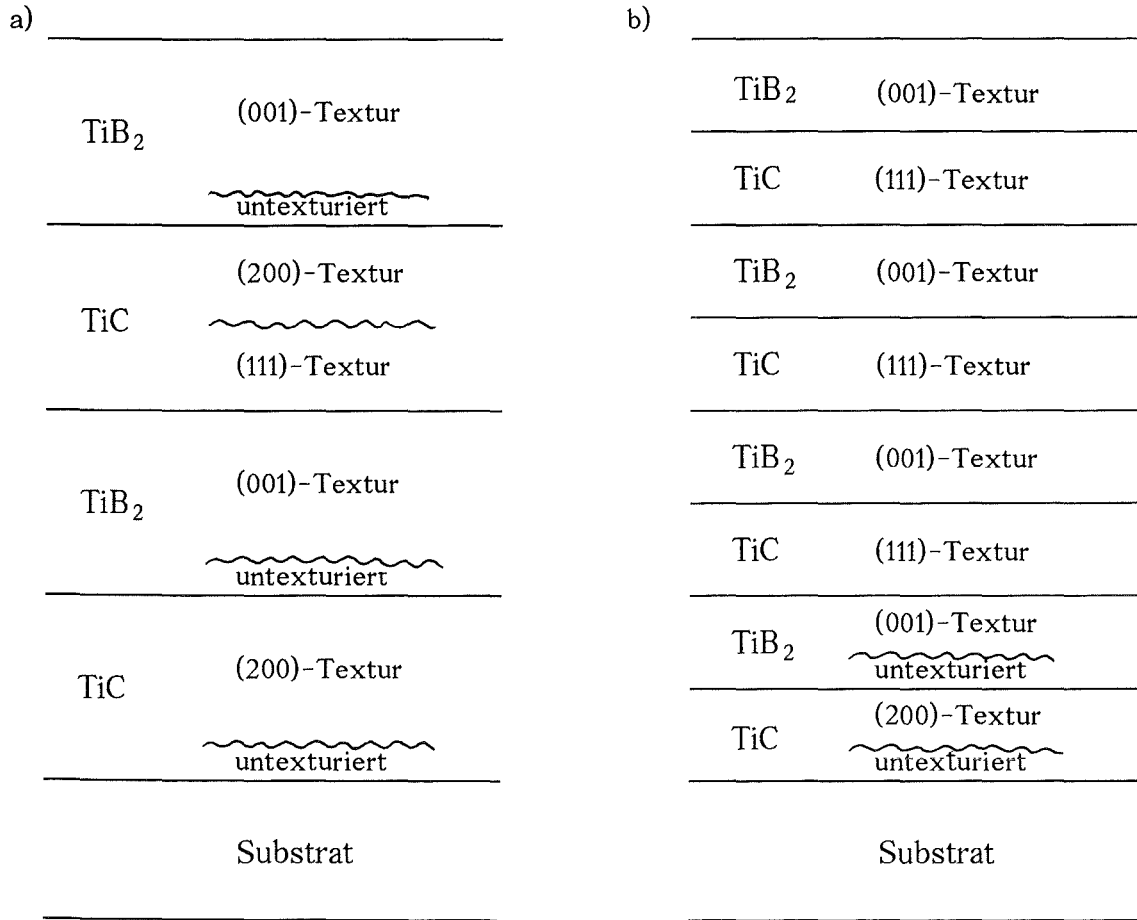 a)
TiB₂ (001)-Textur
untexturiert
(200)-Textur
TiC
(111)-Textur
TiB₂ (001)-Textur
untexturiert
TiC (200)-Textur
untexturiert
Substrat
b)
TiB₂ (001)-Textur
TiC (111)-Textur
TiB₂ (001)-Textur
TiC (111)-Textur
TiB₂ (001)-Textur
TiC (111)-Textur
TiB₂ (001)-Textur
untexturiert
TiC (200)-Textur
untexturiert
Substrat